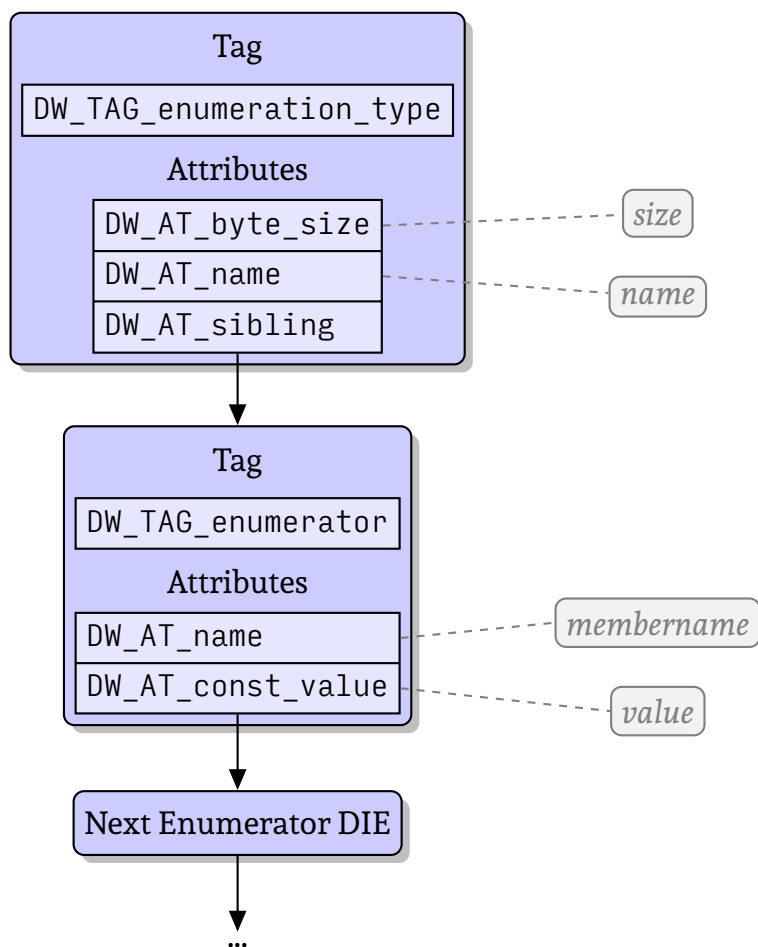 Tag
DW_TAG_enumeration_type
Attributes
DW_AT_byte_size
size
DW_AT_name
name
DW_AT_sibling
Tag
DW_TAG_enumerator
Attributes
DW_AT_name
membername
DW_AT_const_value
value
Next Enumerator DIE
...